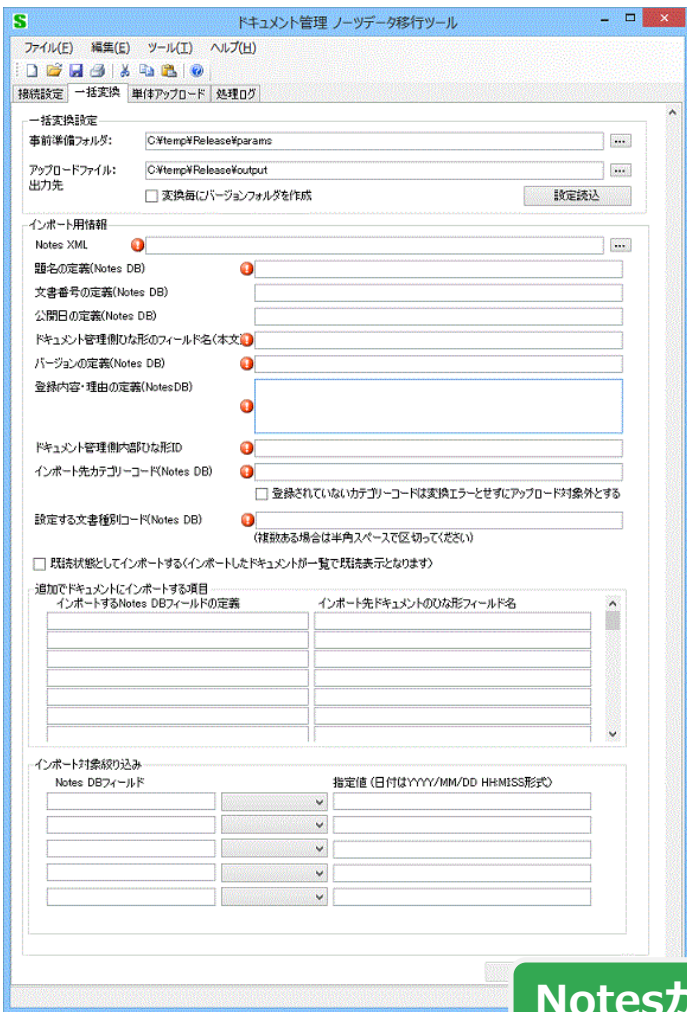 S
ドキュメント管理 ノーツデータ移行ツール
ファイル(F) 編集(E) ツール(T) ヘルプ(H)
接続設定 一括変換 単体アップロード 処理ログ
一括変換設定
事前準備フォルダ: C:¥temp¥Release¥params ...
アップロードファイル: C:¥temp¥Release¥output ...
出力先
変換毎にバージョンフォルダを作成 設定読込
インポート用情報
Notes XML ...
題名の定義(Notes DB)
文書番号の定義(Notes DB)
公開日の定義(Notes DB)
ドキュメント管理側ひな形のフィールド名(本文
バージョンの定義(Notes DB)
登録内容・理由の定義(NotesDB)
ドキュメント管理側内部ひな形ID
インポート先カテゴリーコード(Notes DB)
登録されていないカテゴリーコードは変換エラーとせずにアップロード対象外とする
設定する文書種別コード(Notes DB)
(複数ある場合は半角スペースで区切ってください)
既読状態としてインポートする(インポートしたドキュメントが一覧で既読表示となります)
追加でドキュメントにインポートする項目
インポートするNotes DBフィールドの定義 インポート先ドキュメントのひな形フィールド名
インポート対象絞り込み
Notes DBフィールド 指定値 (日付はYYYY/MM/DD HH:MI:SS形式)
Notesか